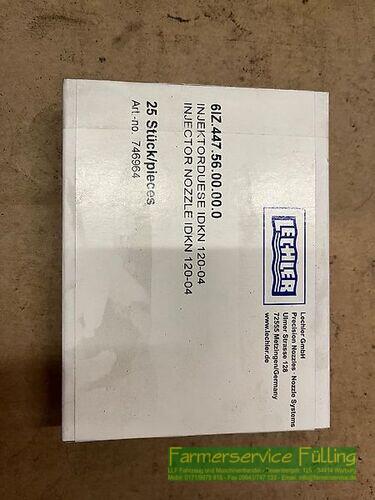 LECHLER
Lechler GmbH
Precision Nozzles · Nozzle Systems
Ulmer Strasse 128
72555 Metzingen/Germany
www.lechler.de
6IZ.447.56.00.00.0
INJEKTORDUESE IDKN 120-04
INJECTOR NOZZLE IDKN 120-04
25 Stück/pieces
Art.-no. 746964
Farmerservice Fülling